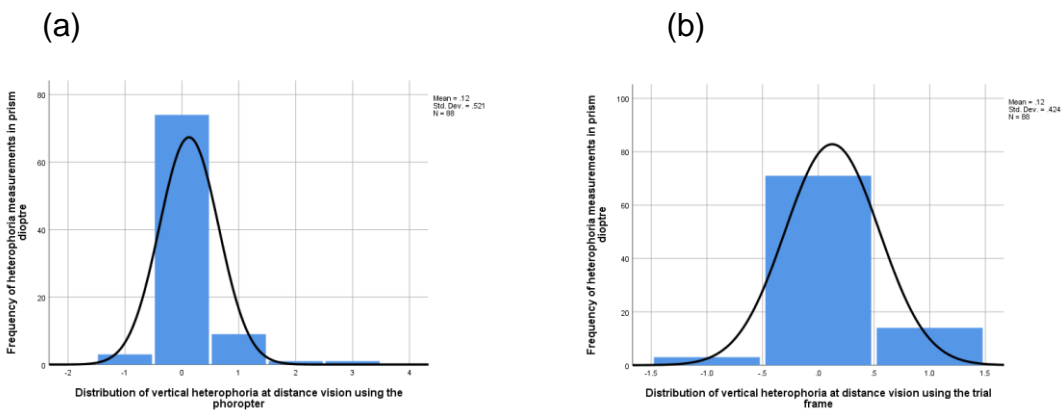 (a)
(b)
Frequency of heterophoria measurements in prism
dioptre
80
60
40
20
0
-2
-1
0
1
2
3
4
Distribution of vertical heterophoria at distance vision using the
phoropter
Mean = .12
Std. Dev. = .521
N = 88
Frequency of heterophoria measurements in prism
dioptre
100
80
60
40
20
0
-1.5
-1.0
-.5
.0
.5
1.0
1.5
Distribution of vertical heterophoria at distance vision using the trial
frame
Mean = .12
Std. Dev. = .424
N = 88